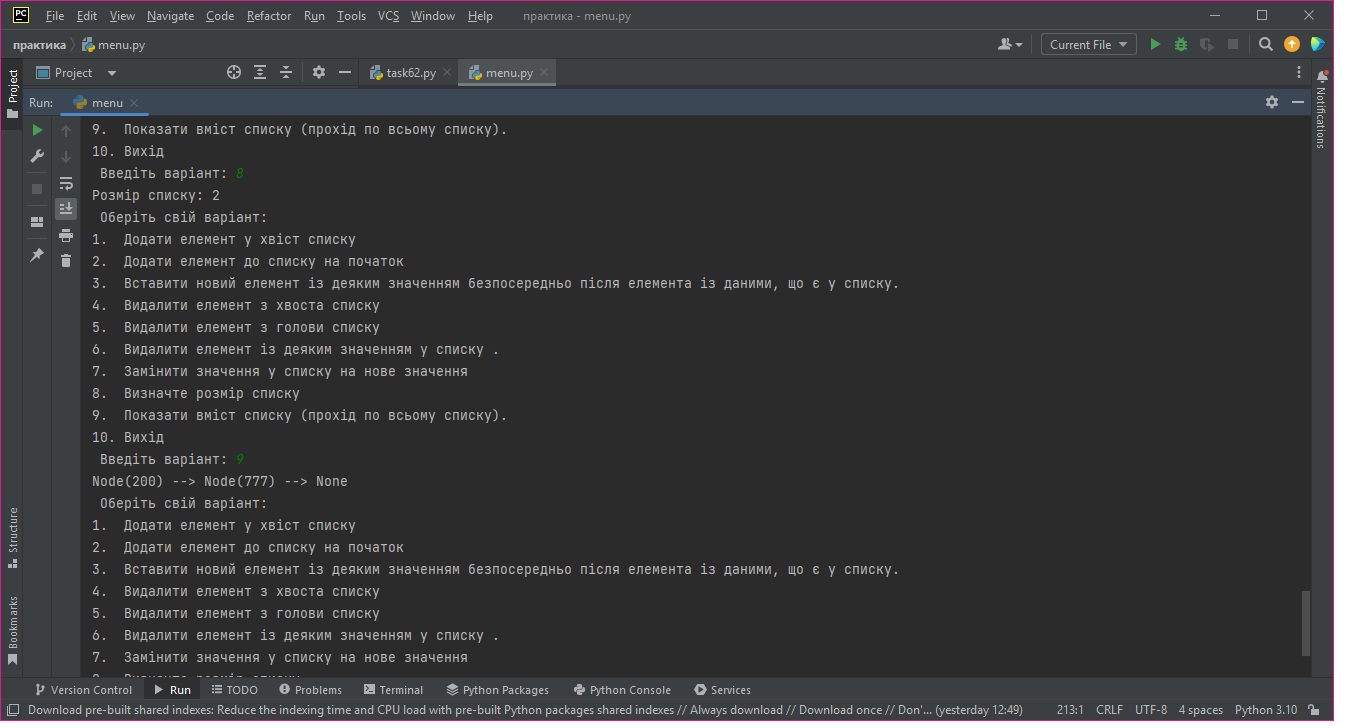 PC File Edit View Navigate Code Refactor Run Tools VCS Window Help практика - menu.py
практика menu.py Current File
Project task62.py menu.py
Project
Run: menu
Notifications
9. Показати вміст списку (прохід по всьому списку).
10. Вихід
Введіть варіант: 8
Розмір списку: 2
Оберіть свій варіант:
1. Додати елемент у хвіст списку
2. Додати елемент до списку на початок
3. Вставити новий елемент із деяким значенням безпосередньо після елемента із даними, що є у списку.
4. Видалити елемент з хвоста списку
5. Видалити елемент з голови списку
6. Видалити елемент із деяким значенням у списку .
7. Замінити значення у списку на нове значення
8. Визначте розмір списку
9. Показати вміст списку (прохід по всьому списку).
10. Вихід
Введіть варіант: 9
Node(200) --> Node(777) --> None
Оберіть свій варіант:
1. Додати елемент у хвіст списку
2. Додати елемент до списку на початок
3. Вставити новий елемент із деяким значенням безпосередньо після елемента із даними, що є у списку.
4. Видалити елемент з хвоста списку
5. Видалити елемент з голови списку
6. Видалити елемент із деяким значенням у списку .
7. Замінити значення у списку на нове значення
Structure
Bookmarks
Version Control Run TODO Problems Terminal Python Packages Python Console Services
Download pre-built shared indexes: Reduce the indexing time and CPU load with pre-built Python packages shared indexes // Always download // Download once // Don'... (yesterday 12:49) 213:1 CRLF UTF-8 4 spaces Python 3.10